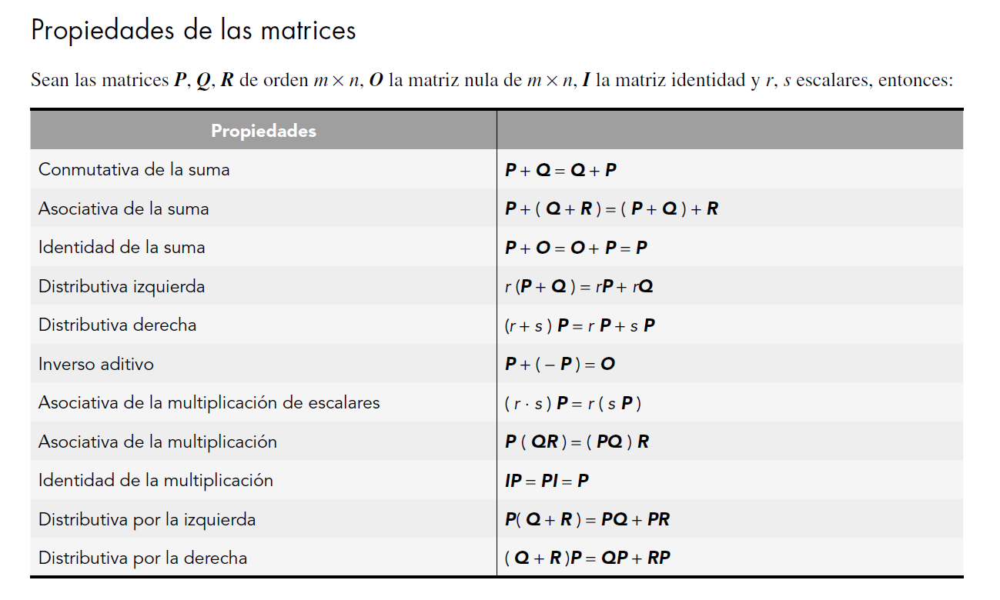 Propiedades de las matrices
Sean las matrices P, Q, R de orden m × n, O la matriz nula de m × n, I la matriz identidad y r, s escalares, entonces:
Propiedades
Conmutativa de la suma P + Q = Q + P
Asociativa de la suma P + ( Q + R ) = ( P + Q ) + R
Identidad de la suma P + O = O + P = P
Distributiva izquierda r (P + Q ) = rP + rQ
Distributiva derecha (r + s ) P = r P + s P
Inverso aditivo P + ( – P ) = O
Asociativa de la multiplicación de escalares ( r · s ) P = r ( s P )
Asociativa de la multiplicación P ( QR ) = ( PQ ) R
Identidad de la multiplicación IP = PI = P
Distributiva por la izquierda P( Q + R ) = PQ + PR
Distributiva por la derecha ( Q + R )P = QP + RP